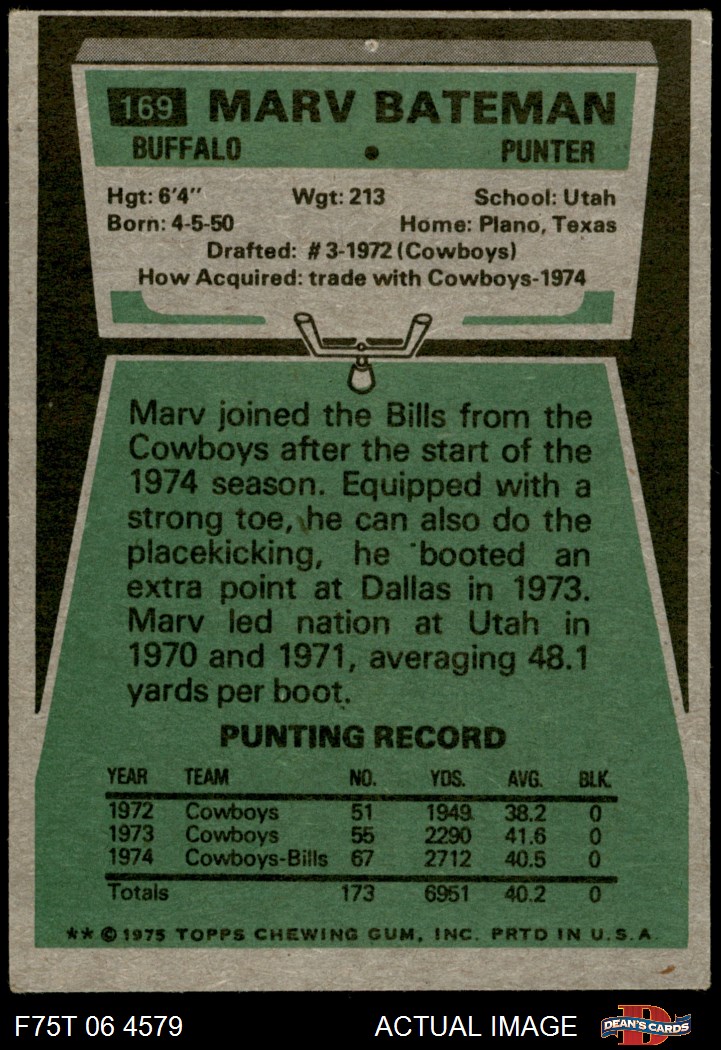 169 MARV BATEMAN
BUFFALO • PUNTER
Hgt: 6'4" Wgt: 213 School: Utah
Born: 4-5-50 Home: Plano, Texas
Drafted: #3-1972 (Cowboys)
How Acquired: trade with Cowboys-1974
Marv joined the Bills from the
Cowboys after the start of the
1974 season. Equipped with a
strong toe, he can also do the
placekicking, he booted an
extra point at Dallas in 1973.
Marv led nation at Utah in
1970 and 1971, averaging 48.1
yards per boot.
PUNTING RECORD
YEAR TEAM NO. YDS. AVG. BLK.
1972 Cowboys 51 1949 38.2 0
1973 Cowboys 55 2290 41.6 0
1974 Cowboys-Bills 67 2712 40.5 0
Totals 173 6951 40.2 0
** © 1975 TOPPS CHEWING GUM, INC. PRTD IN U.S.A.
F75T 06 4579 ACTUAL IMAGE D DEAN'S CARDS